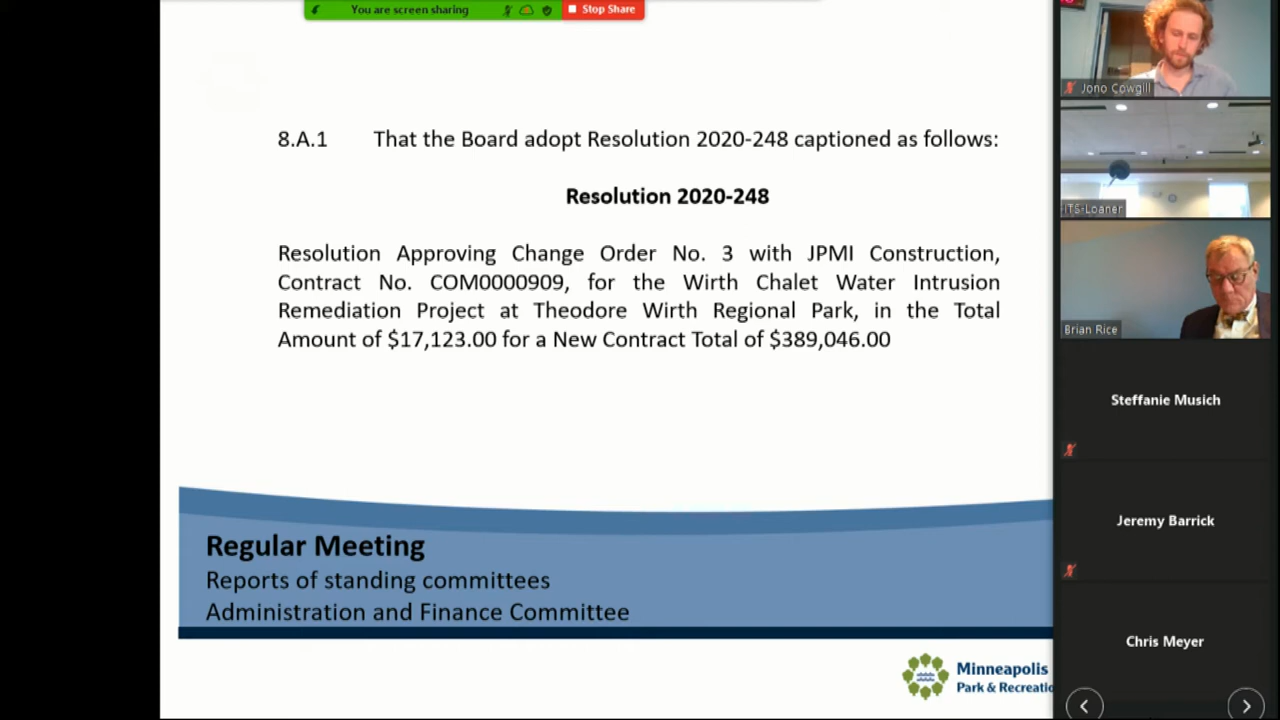 You are screen sharing
Stop Share
8.A.1 That the Board adopt Resolution 2020-248 captioned as follows:
Resolution 2020-248
Resolution Approving Change Order No. 3 with JPMI Construction,
Contract No. COM0000909, for the Wirth Chalet Water Intrusion
Remediation Project at Theodore Wirth Regional Park, in the Total
Amount of $17,123.00 for a New Contract Total of $389,046.00
Regular Meeting
Reports of standing committees
Administration and Finance Committee
Minneapolis
Park & Recreatio
Jono Cowgill
ITS-Loaner
Brian Rice
Steffanie Musich
Jeremy Barrick
Chris Meyer